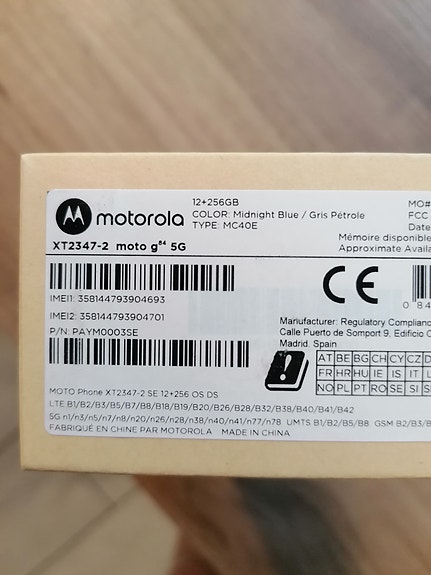 motorola
12+256GB
COLOR: Midnight Blue / Gris Pétrole
TYPE: MC40E
MO#
FCC
Date
Mémoire disponible
Approximate Availa
XT2347-2 moto g⁸⁴ 5G
CE
0 84
IMEI1: 358144793904693
IMEI2: 358144793904701
P/N: PAYM0003SE
Manufacturer: Regulatory Complianc
Calle Puerto de Somport 9, Edificio O
Madrid. Spain
AT BE BG CH CY CZ D
FR HR HU IE IS IT L
NO PL PT RO SE SI S
MOTO Phone XT2347-2 SE 12+256 OS DS
LTE B1/B2/B3/B5/B7/B8/B18/B19/B20/B26/B28/B32/B38/B40/B41/B42
5G n1/n3/n5/n7/n8/n20/n26/n28/n38/n40/n41/n77/n78 UMTS B1/B2/B5/B8 GSM B2/B3/B
FABRIQUÉ EN CHINE PAR MOTOROLA MADE IN CHINA